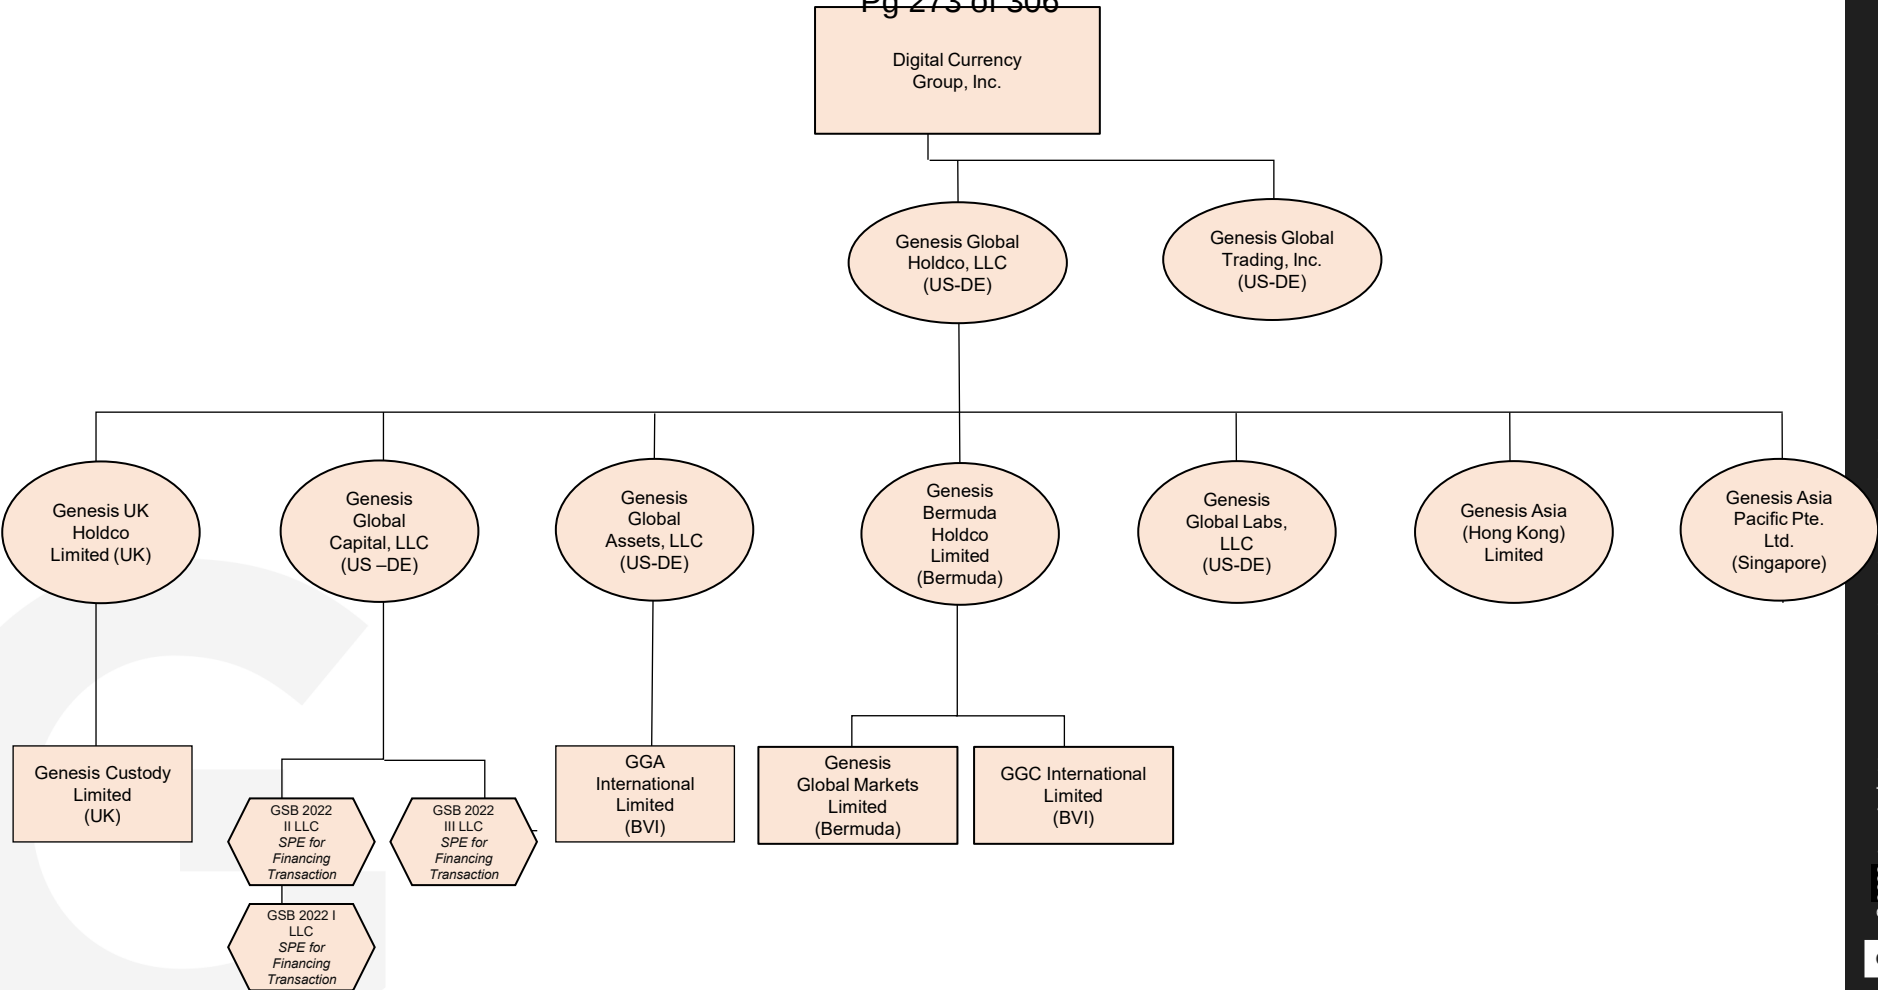 Pg 273 of 306
Digital Currency
Group, Inc.
Genesis Global
Holdco, LLC
(US-DE)
Genesis Global
Trading, Inc.
(US-DE)
Genesis UK
Holdco
Limited (UK)
Genesis
Global
Capital, LLC
(US –DE)
Genesis
Global
Assets, LLC
(US-DE)
Genesis
Bermuda
Holdco
Limited
(Bermuda)
Genesis
Global Labs,
LLC
(US-DE)
Genesis Asia
(Hong Kong)
Limited
Genesis Asia
Pacific Pte.
Ltd.
(Singapore)
Genesis Custody
Limited
(UK)
GSB 2022
II LLC
SPE for
Financing
Transaction
GSB 2022
III LLC
SPE for
Financing
Transaction
GGA
International
Limited
(BVI)
Genesis
Global Markets
Limited
(Bermuda)
GGC International
Limited
(BVI)
GSB 2022 I
LLC
SPE for
Financing
Transaction